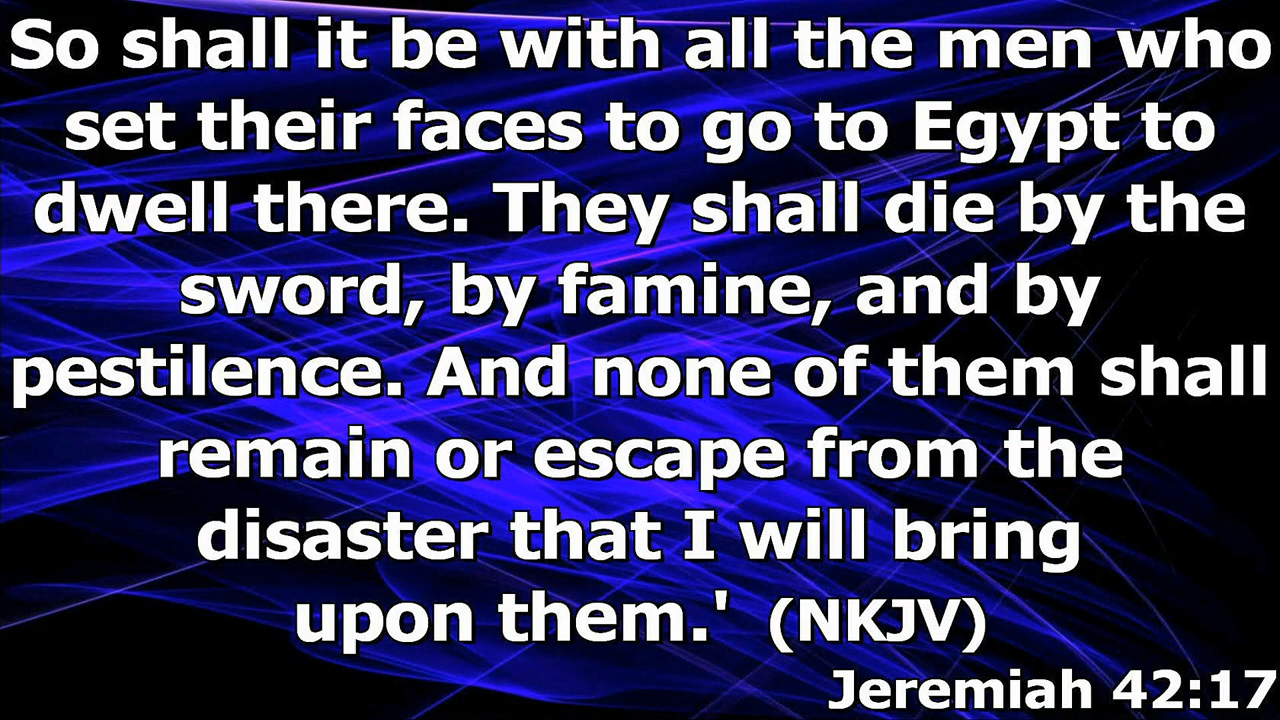 So shall it be with all the men who
set their faces to go to Egypt to
dwell there. They shall die by the
sword, by famine, and by
pestilence. And none of them shall
remain or escape from the
disaster that I will bring
upon them.' (NKJV)
Jeremiah 42:17